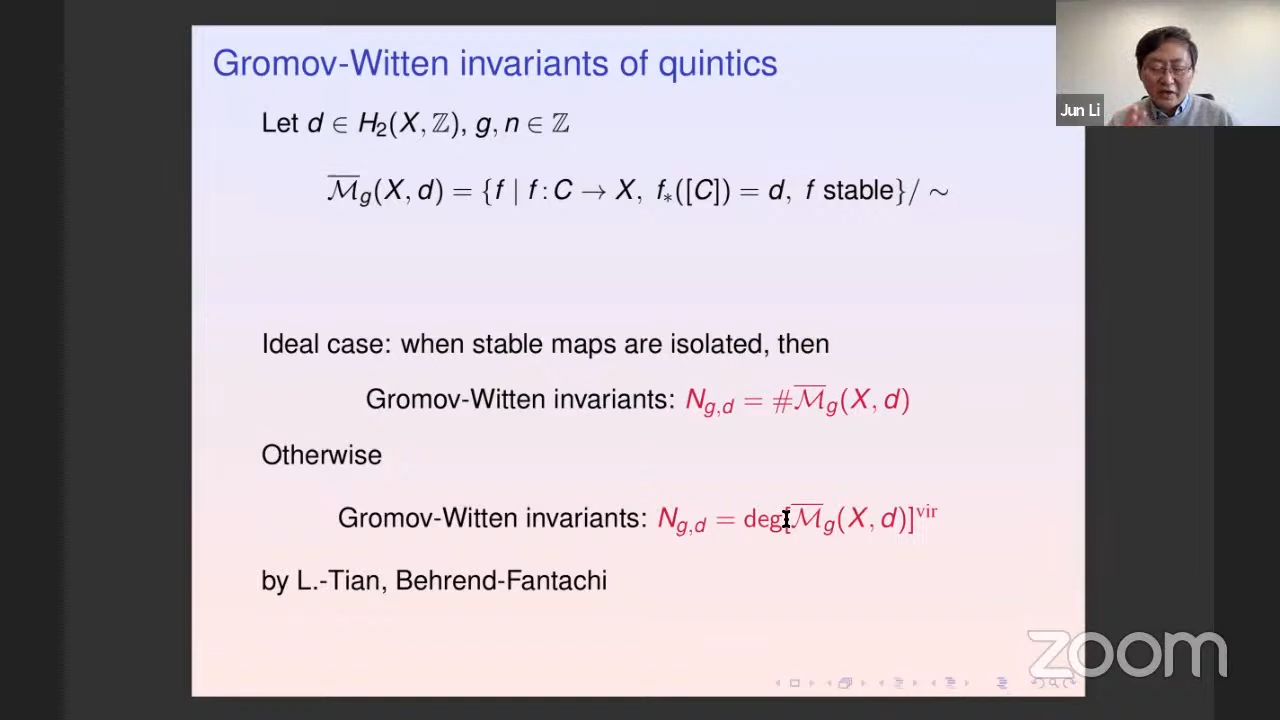 Gromov-Witten invariants of quintics
Let d ∈ H₂(X, ℤ), g, n ∈ ℤ
Jun Li
M̅_g(X, d) = {f | f : C → X, f_*([C]) = d, f stable}/ ∼
Ideal case: when stable maps are isolated, then
Gromov-Witten invariants: N_{g,d} = #M̅_g(X, d)
Otherwise
Gromov-Witten invariants: N_{g,d} = deg[M̅_g(X, d)]^{vir}
by L.-Tian, Behrend-Fantachi
zoom